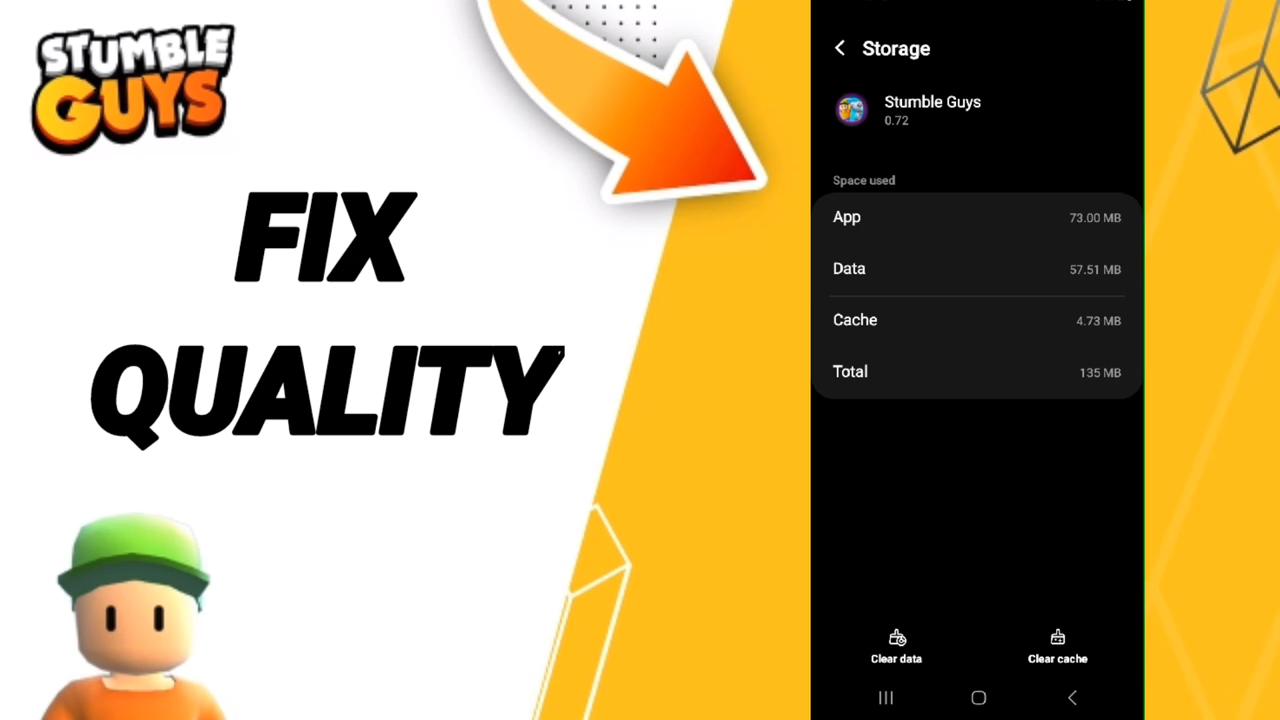 STUMBLE
GUYS
FIX
QUALITY
Storage
Stumble Guys
0.72
Space used
App 73.00 MB
Data 57.51 MB
Cache 4.73 MB
Total 135 MB
Clear data Clear cache